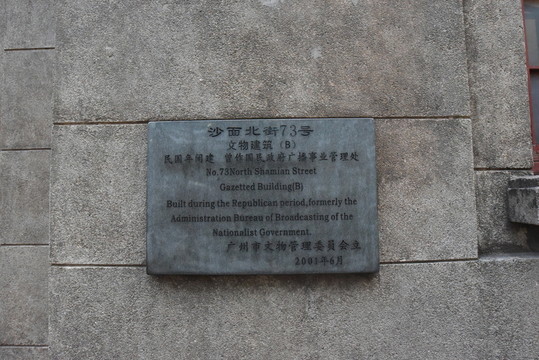 沙面北街73号
文物建筑(B)
民国年间建 曾作国民政府广播事业管理处
No.73North Shamian Street
Gazetted Building(B)
Built during the Republican period,formerly the
Administration Bureau of Broadcasting of the
Nationalist Government.
广州市文物管理委员会立
2001年6月